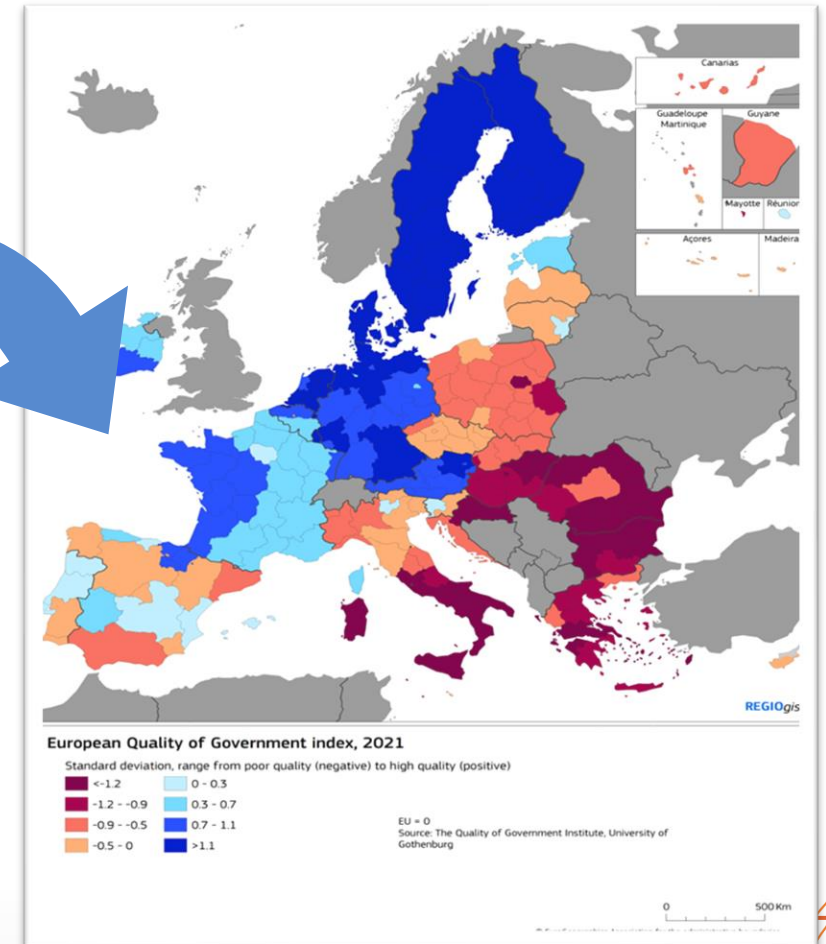 Canarias
Guadeloupe
Martinique
Guyane
Mayotte
Réunion
Açores
Madeira
REGIOgis
European Quality of Government index, 2021
Standard deviation, range from poor quality (negative) to high quality (positive)
<-1.2
-1.2 - -0.9
-0.9 - -0.5
-0.5 - 0
0 - 0.3
0.3 - 0.7
0.7 - 1.1
>1.1
EU = 0
Source: The Quality of Government Institute, University of
Gothenburg
0 500 Km